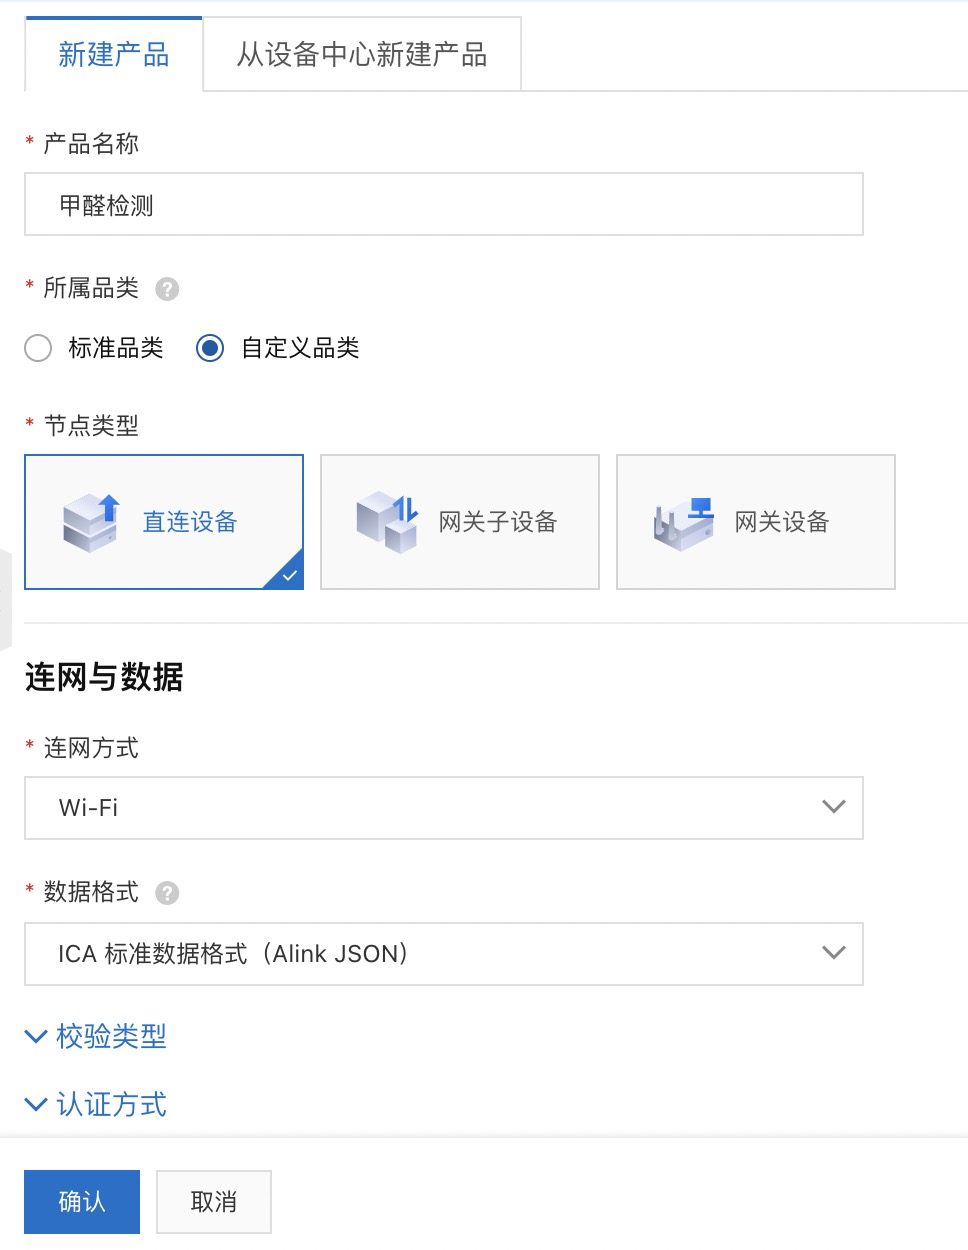 新建产品 从设备中心新建产品
* 产品名称
甲醛检测
* 所属品类 ?
标准品类 自定义品类
* 节点类型
直连设备 网关子设备 网关设备
连网与数据
* 连网方式
Wi-Fi
* 数据格式 ?
ICA 标准数据格式（Alink JSON）
校验类型
认证方式
确认 取消